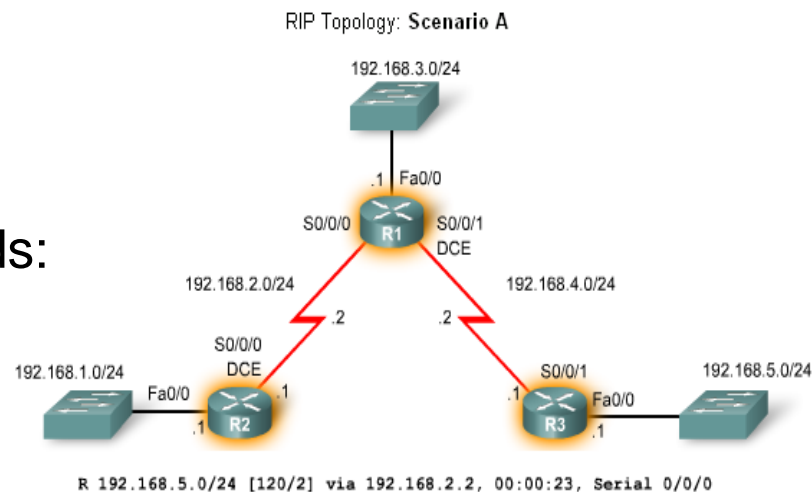 RIP Topology: Scenario A
192.168.3.0/24
.1 Fa0/0
S0/0/0
R1
S0/0/1
DCE
ls:
192.168.2.0/24
192.168.4.0/24
.2
.2
S0/0/0
DCE
S0/0/1
192.168.1.0/24
192.168.5.0/24
Fa0/0
.1
R2
.1
.1
R3
Fa0/0
.1
R 192.168.5.0/24 [120/2] via 192.168.2.2, 00:00:23, Serial 0/0/0